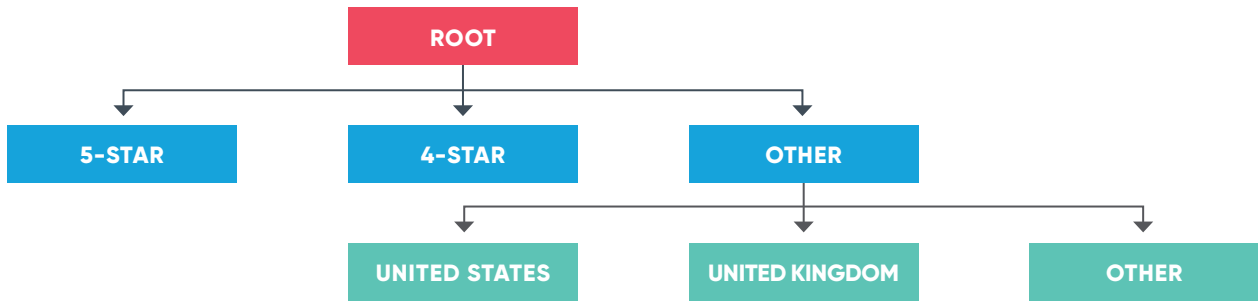 ROOT
5-STAR
4-STAR
OTHER
UNITED STATES
UNITED KINGDOM
OTHER